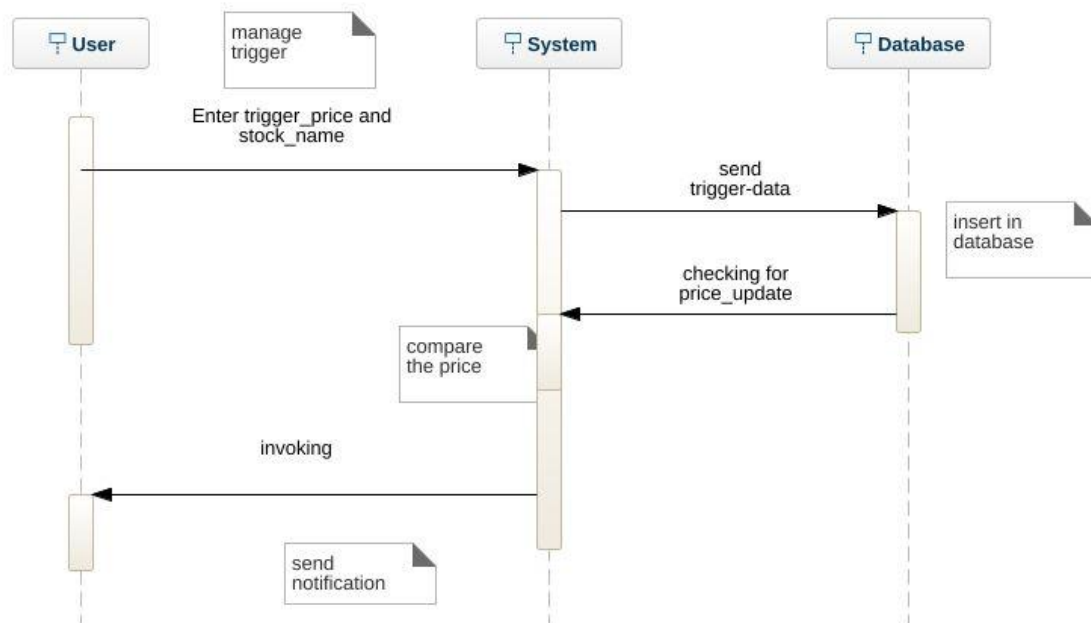 User
manage
trigger
System
Database
Enter trigger_price and
stock_name
send
trigger-data
insert in
database
checking for
price_update
compare
the price
invoking
send
notification